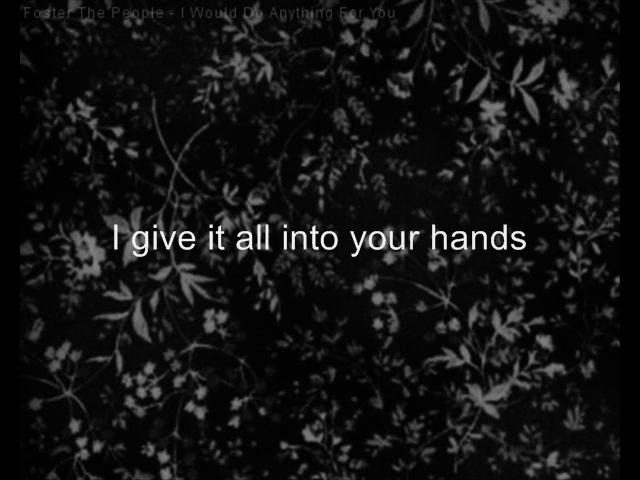 Foster The People - I Would Do Anything For You
I give it all into your hands